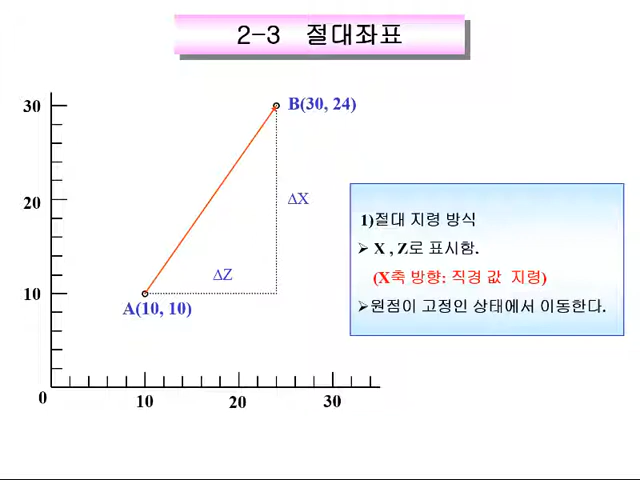 2-3 절대좌표
30
B(30, 24)
20
ΔX
1)절대 지령 방식
➢ X , Z로 표시함.
ΔZ
(X축 방향: 직경 값 지령)
10
A(10, 10)
➢원점이 고정인 상태에서 이동한다.
0
10
20
30